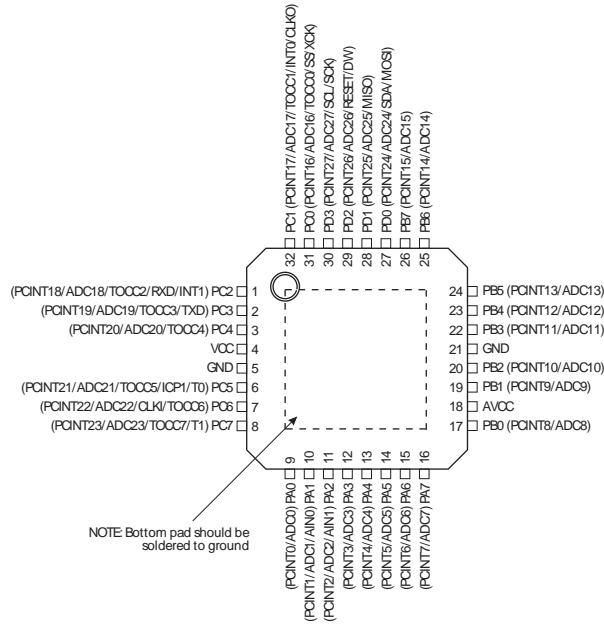 PC1 (PCINT17/ADC17/TOCC1/INT0/CLKO)
PC0 (PCINT16/ADC16/TOCC0/SS/XCK)
PD3 (PCINT27/ADC27/SCL/SCK)
PD2 (PCINT26/ADC26/RESET/DW)
PD1 (PCINT25/ADC25/MISO)
PD0 (PCINT24/ADC24/SDA/MOSI)
PB7 (PCINT15/ADC15)
PB6 (PCINT14/ADC14)
32
31
30
29
28
27
26
25
(PCINT18/ADC18/TOCC2/RXD/INT1) PC2 1
(PCINT19/ADC19/TOCC3/TXD) PC3 2
(PCINT20/ADC20/TOCC4) PC4 3
VCC 4
GND 5
(PCINT21/ADC21/TOCC5/ICP1/T0) PC5 6
(PCINT22/ADC22/CLKI/TOCC6) PC6 7
(PCINT23/ADC23/TOCC7/T1) PC7 8
24 PB5 (PCINT13/ADC13)
23 PB4 (PCINT12/ADC12)
22 PB3 (PCINT11/ADC11)
21 GND
20 PB2 (PCINT10/ADC10)
19 PB1 (PCINT9/ADC9)
18 AVCC
17 PB0 (PCINT8/ADC8)
9
10
11
12
13
14
15
16
(PCINT0/ADC0) PA0
(PCINT1/ADC1/AIN0) PA1
(PCINT2/ADC2/AIN1) PA2
(PCINT3/ADC3) PA3
(PCINT4/ADC4) PA4
(PCINT5/ADC5) PA5
(PCINT6/ADC6) PA6
(PCINT7/ADC7) PA7
NOTE: Bottom pad should be
soldered to ground